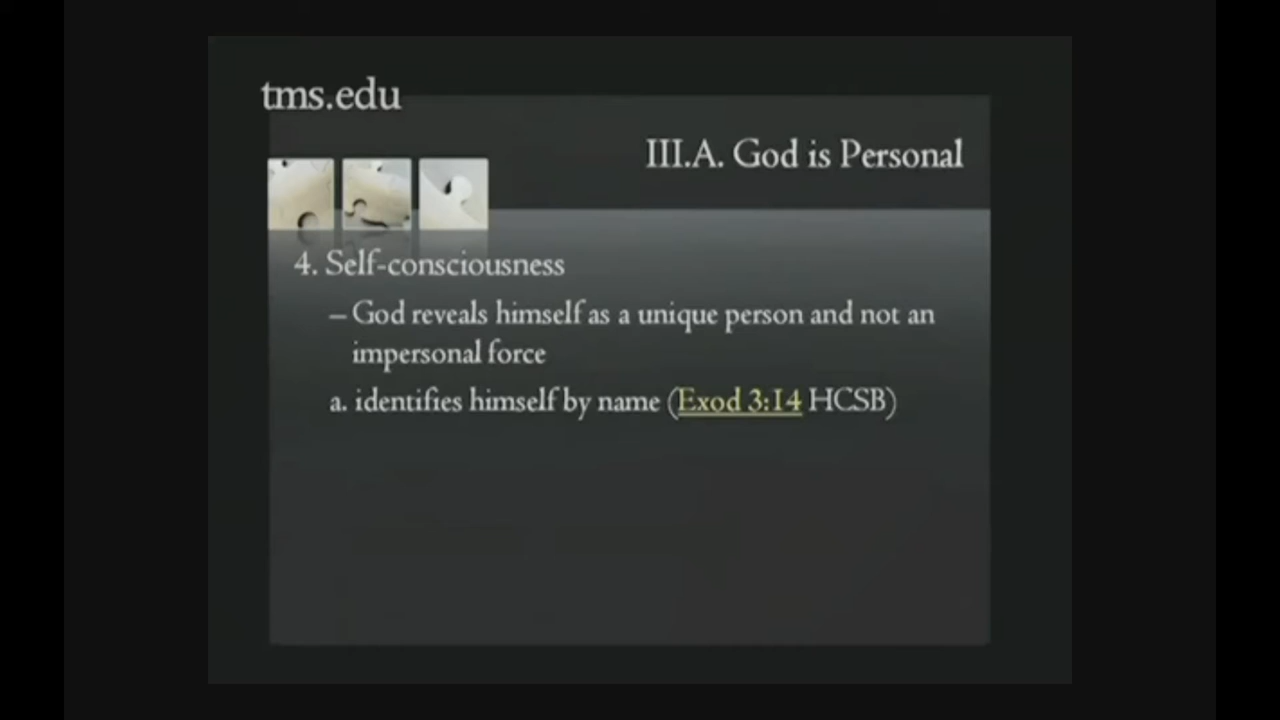 tms.edu
III.A. God is Personal
4. Self-consciousness
– God reveals himself as a unique person and not an
impersonal force
a. identifies himself by name (Exod 3:14 HCSB)